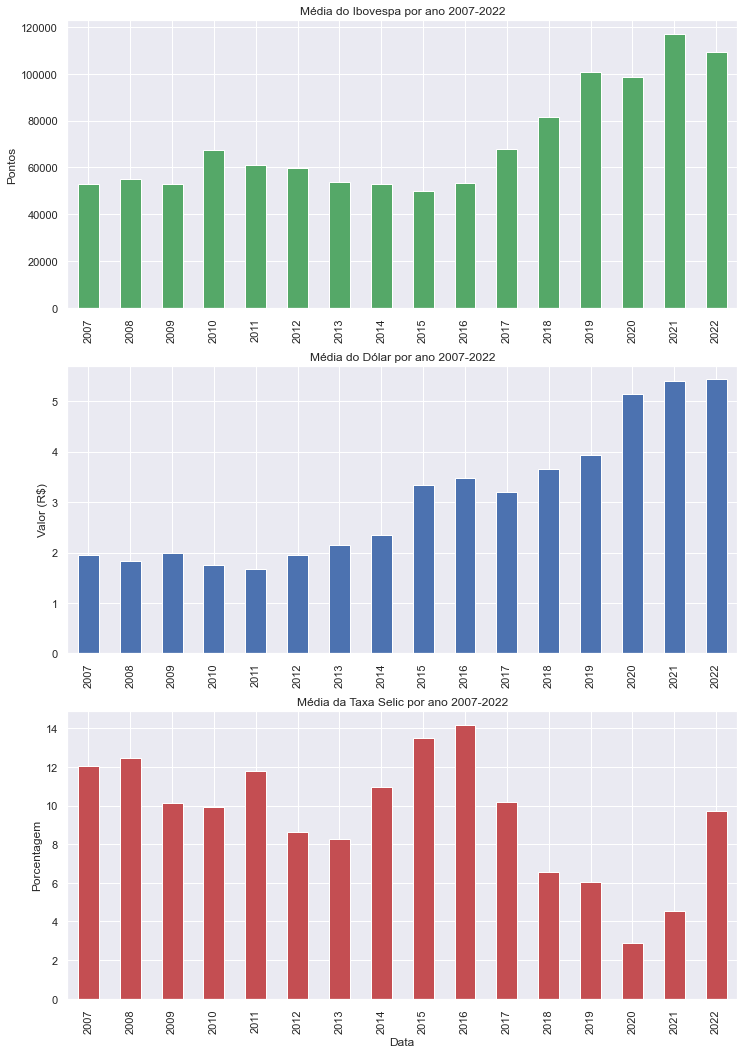 Média do Ibovespa por ano 2007-2022
120000
100000
80000
60000
40000
20000
0
Pontos
2007 2008 2009 2010 2011 2012 2013 2014 2015 2016 2017 2018 2019 2020 2021 2022
Média do Dólar por ano 2007-2022
5
4
3
2
1
0
Valor (R$)
2007 2008 2009 2010 2011 2012 2013 2014 2015 2016 2017 2018 2019 2020 2021 2022
Média da Taxa Selic por ano 2007-2022
14
12
10
8
6
4
2
0
Porcentagem
2007 2008 2009 2010 2011 2012 2013 2014 2015 2016 2017 2018 2019 2020 2021 2022
Data